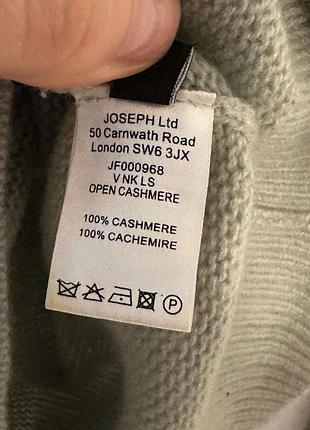 JOSEPH Ltd
50 Carnwath Road
London SW6 3JX
JF000968
V NK LS
OPEN CASHMERE
100% CASHMERE
100% CACHEMIRE
P